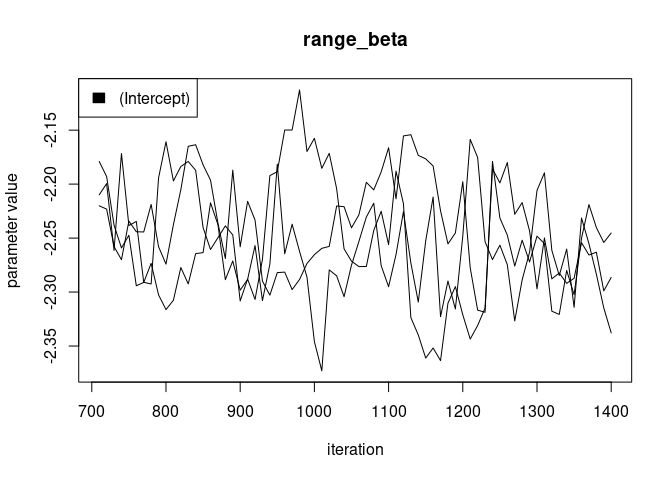 range_beta
(Intercept)
parameter value
-2.15
-2.20
-2.25
-2.30
-2.35
700 800 900 1000 1100 1200 1300 1400
iteration